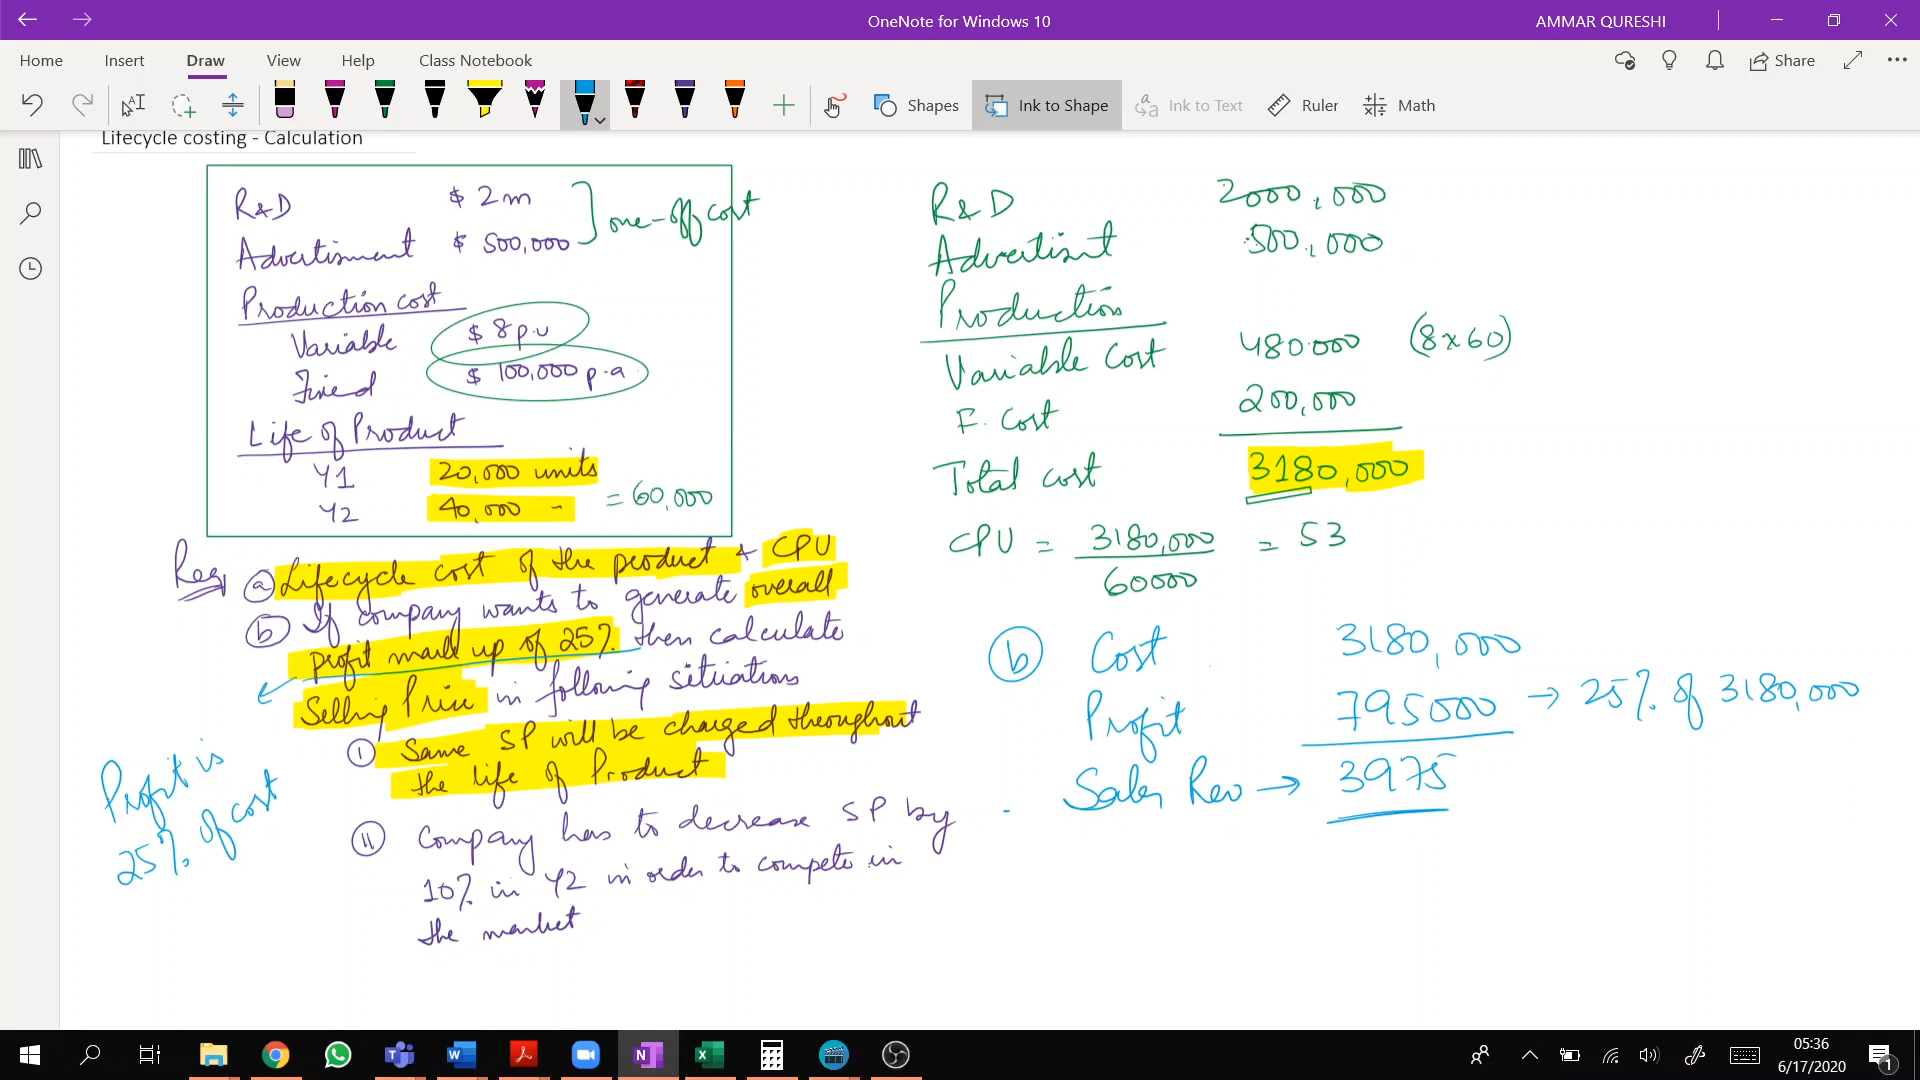 OneNote for Windows 10
AMMAR QURESHI
Home Insert Draw View Help Class Notebook
Share
Shapes Ink to Shape Ink to Text Ruler Math
Lifecycle costing - Calculation
R&D $ 2m
Advertisment $ 500,000
one-off cost
Production cost
Variable $ 8 p.u
Fixed $ 100,000 p.a
Life of Product
Y1 20,000 units
Y2 40,000 -
= 60,000
Req
a Lifecycle cost of the product + CPU
b If company wants to generate overall
profit mark up of 25% then calculate
Selling Price in following situations
I Same SP will be charged throughout
the life of Product
II Company has to decrease SP by
10% in Y2 in order to compete in
the market
Profit is
25% of cost
R&D 2000,000
Advertismt 500,000
Production
Variable Cost 480000 (8x60)
F. Cost 200,000
Total cost 3180,000
CPU = 3180,000 = 53
60000
b Cost 3180,000
Profit 795000 → 25% of 3180,000
Sales Rev → 3975
05:36
6/17/2020
1